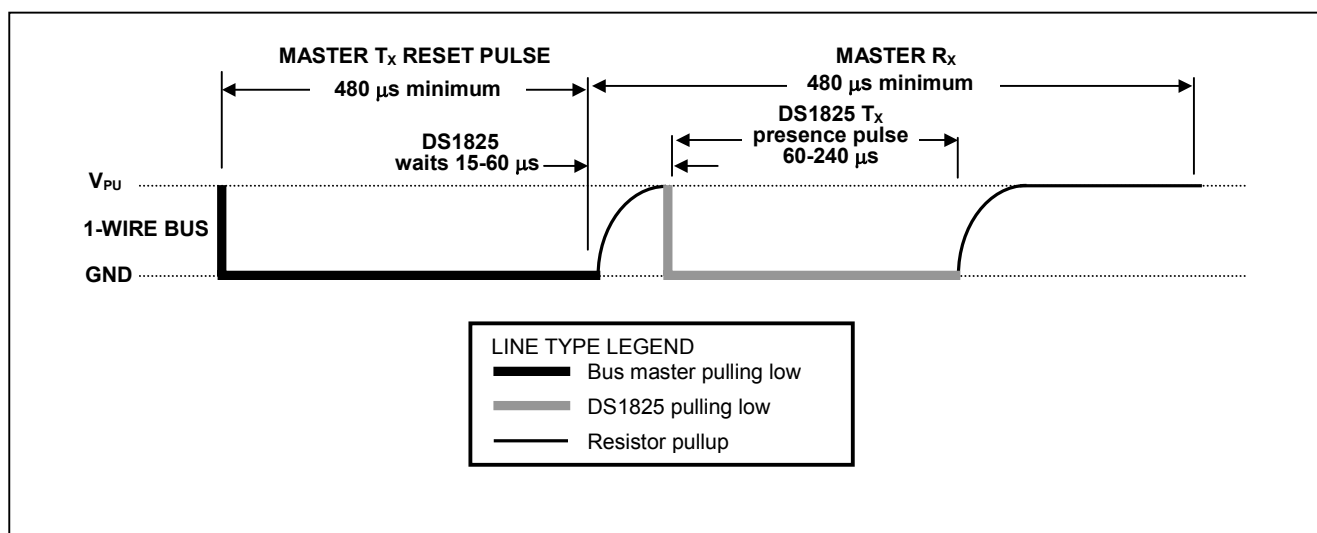 MASTER TX RESET PULSE
480 μs minimum
MASTER RX
480 μs minimum
DS1825
waits 15-60 μs
DS1825 TX
presence pulse
60-240 μs
VPU
1-WIRE BUS
GND
LINE TYPE LEGEND
Bus master pulling low
DS1825 pulling low
Resistor pullup